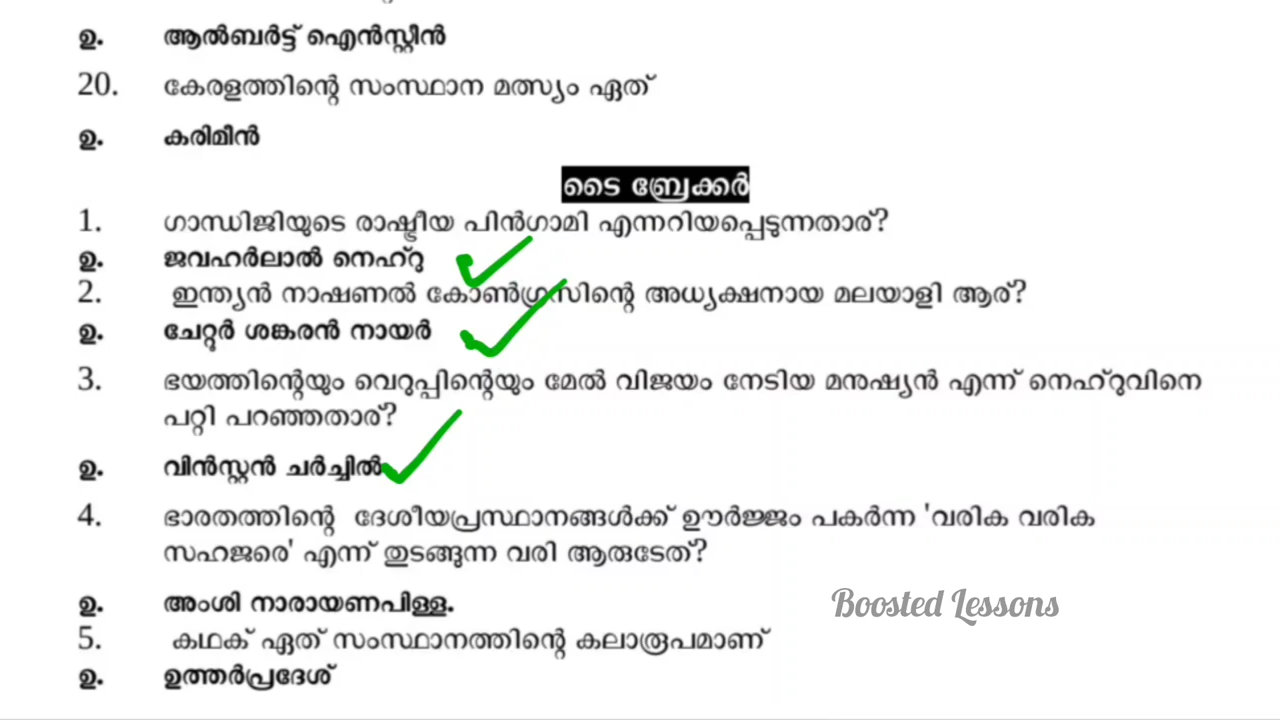 ഉ. ആൽബർട്ട് ഐൻസ്റ്റീൻ
20. കേരളത്തിന്റെ സംസ്ഥാന മത്സ്യം ഏത്
ഉ. കരിമീൻ
ടൈ ബ്രേക്കർ
1. ഗാന്ധിജിയുടെ രാഷ്ട്രീയ പിൻഗാമി എന്നറിയപ്പെടുന്നതാര്?
ഉ. ജവഹർലാൽ നെഹ്റു
2. ഇന്ത്യൻ നാഷണൽ കോൺഗ്രസിന്റെ അധ്യക്ഷനായ മലയാളി ആര്?
ഉ. ചേറ്റൂർ ശങ്കരൻ നായർ
3. ഭയത്തിന്റെയും വെറുപ്പിന്റെയും മേൽ വിജയം നേടിയ മനുഷ്യൻ എന്ന് നെഹ്റുവിനെ
പറ്റി പറഞ്ഞതാര്?
ഉ. വിൻസ്റ്റൻ ചർച്ചിൽ
4. ഭാരതത്തിന്റെ ദേശീയപ്രസ്ഥാനങ്ങൾക്ക് ഊർജ്ജം പകർന്ന 'വരിക വരിക
സഹജരെ' എന്ന് തുടങ്ങുന്ന വരി ആരുടേത്?
ഉ. അംശി നാരായണപിള്ള.
Boosted Lessons
5. കഥക് ഏത് സംസ്ഥാനത്തിന്റെ കലാരൂപമാണ്
ഉ. ഉത്തർപ്രദേശ്